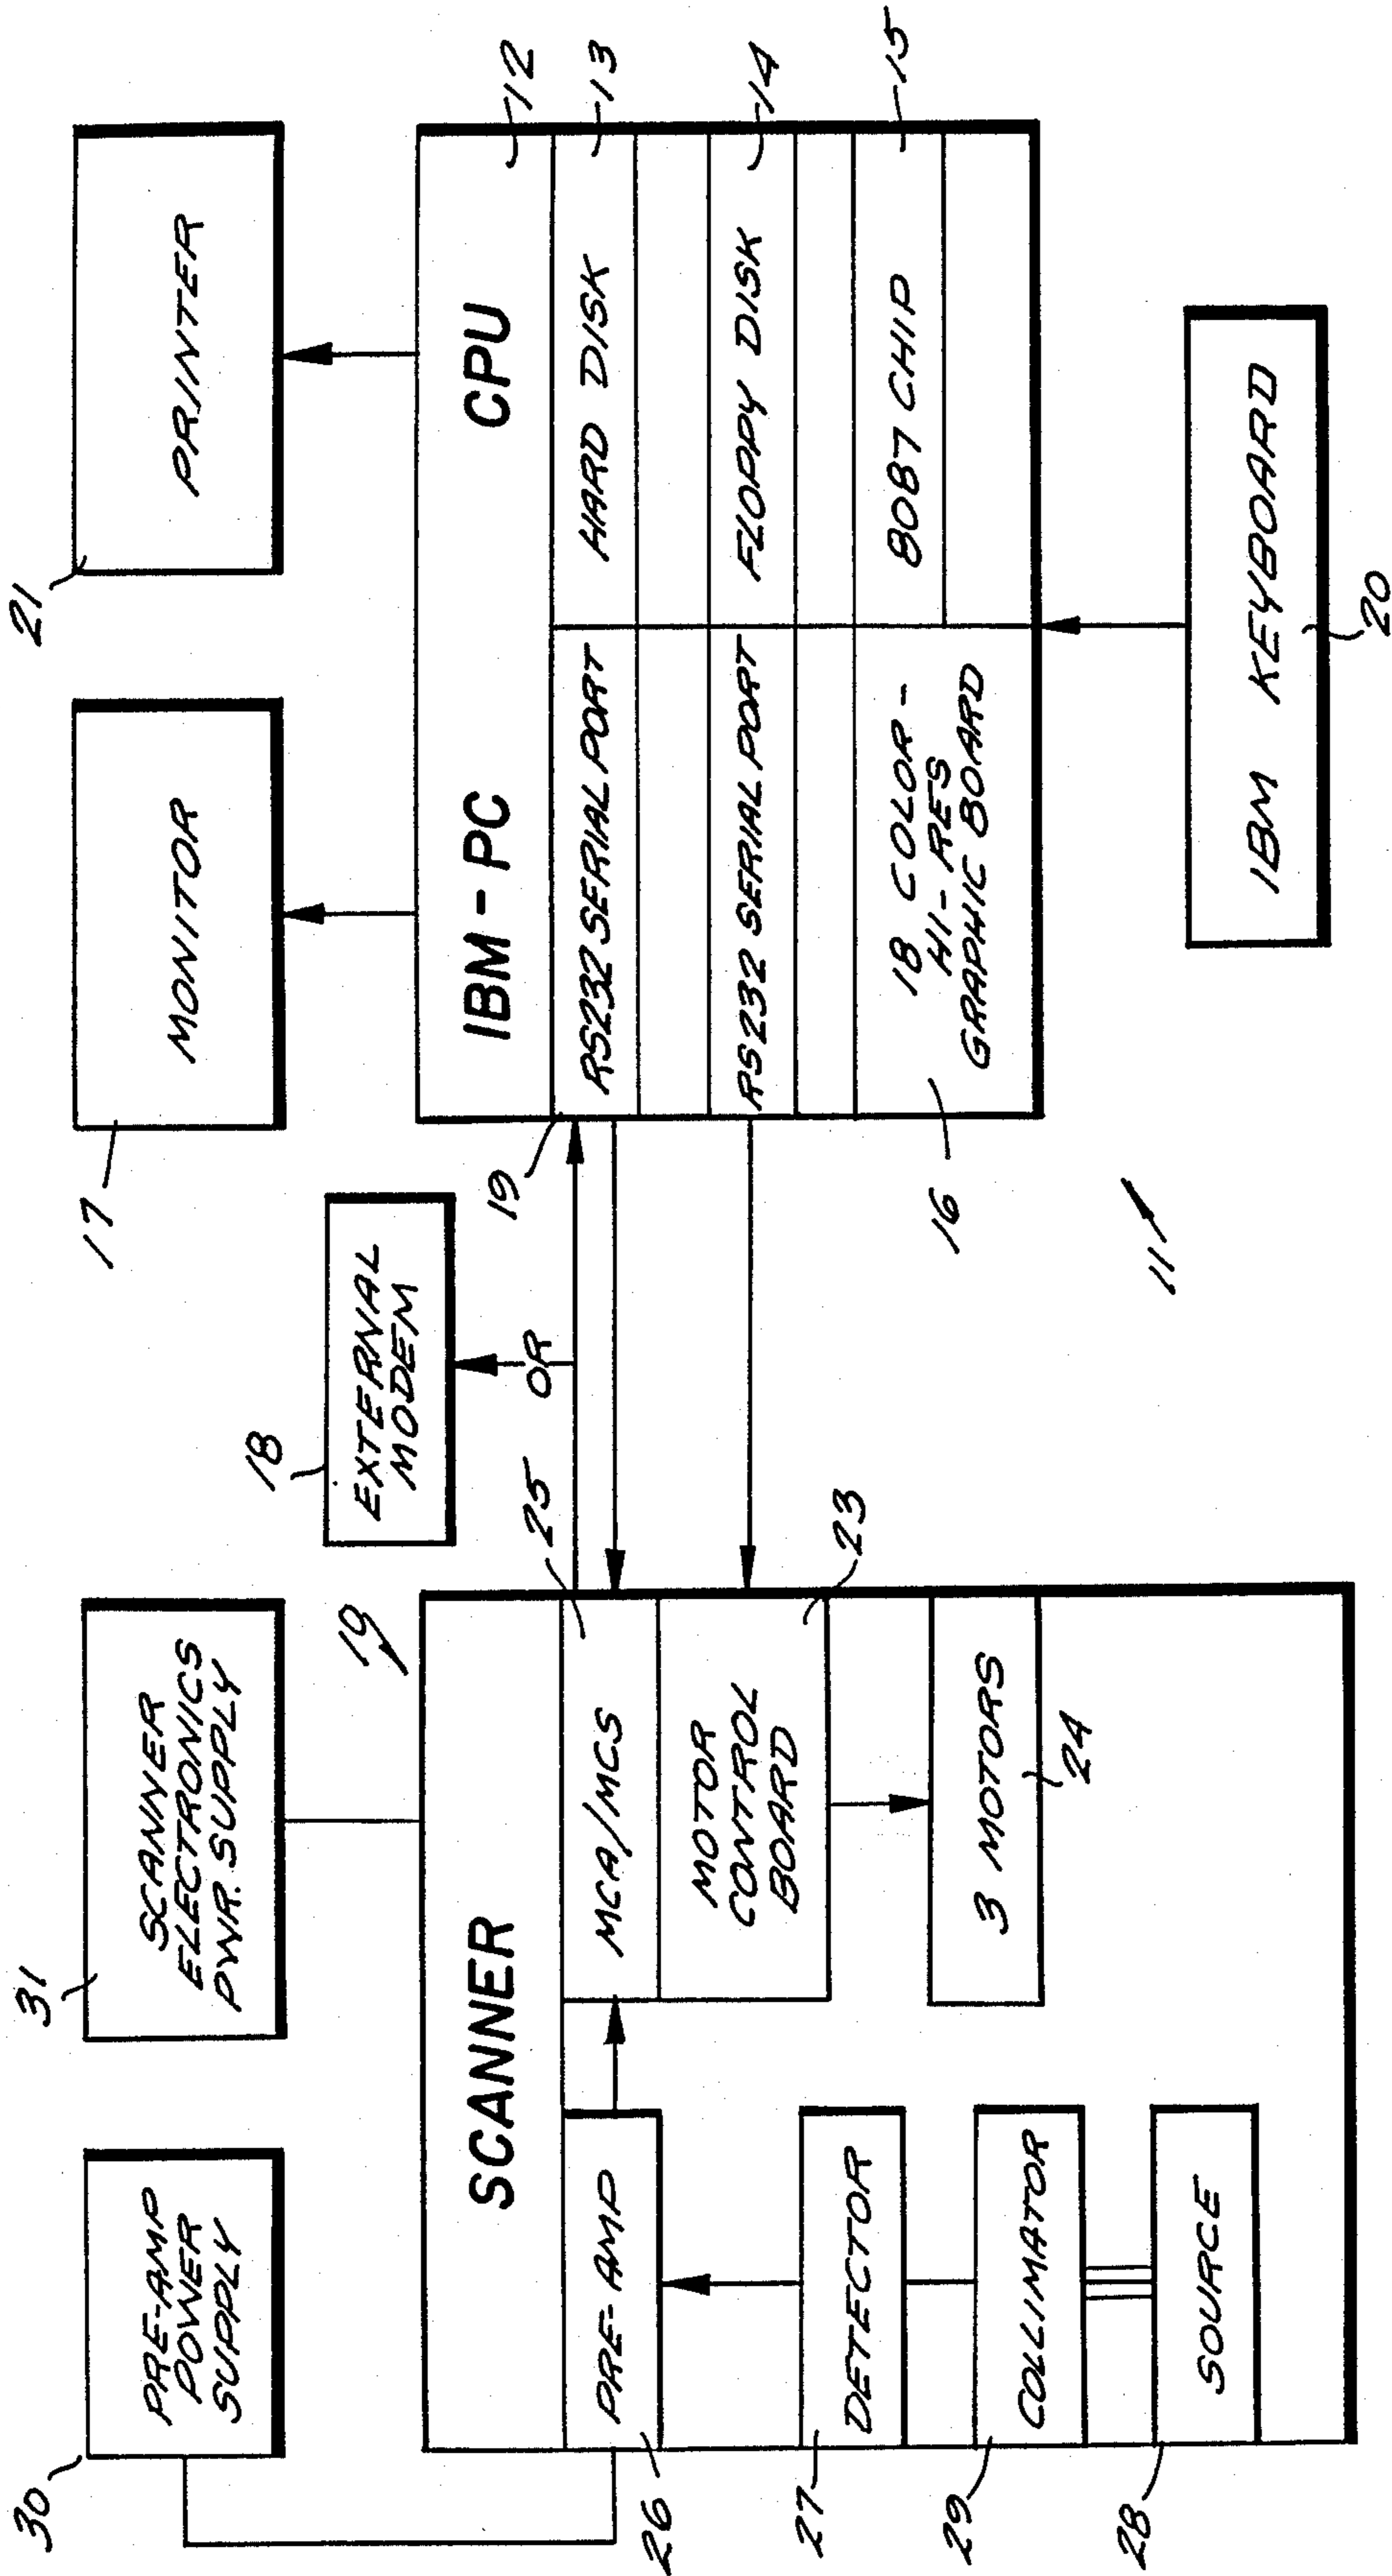 30
PRE-AMP
POWER
SUPPLY
31
SCANNER
ELECTRONICS
PWR. SUPPLY
19
SCANNER
26
PRE-AMP
MCA/MCS
25
MOTOR
CONTROL
BOARD
23
27
DETECTOR
3 MOTORS
24
29
COLLIMATOR
28
SOURCE
18
EXTERNAL
MODEM
OR
17
MONITOR
21
PRINTER
IBM-PC CPU
12
19
RS232 SERIAL PORT
HARD DISK
13
RS232 SERIAL PORT
FLOPPY DISK
14
16
18 COLOR-
HI-RES
GRAPHIC BOARD
8087 CHIP
15
11
IBM KEYBOARD
20